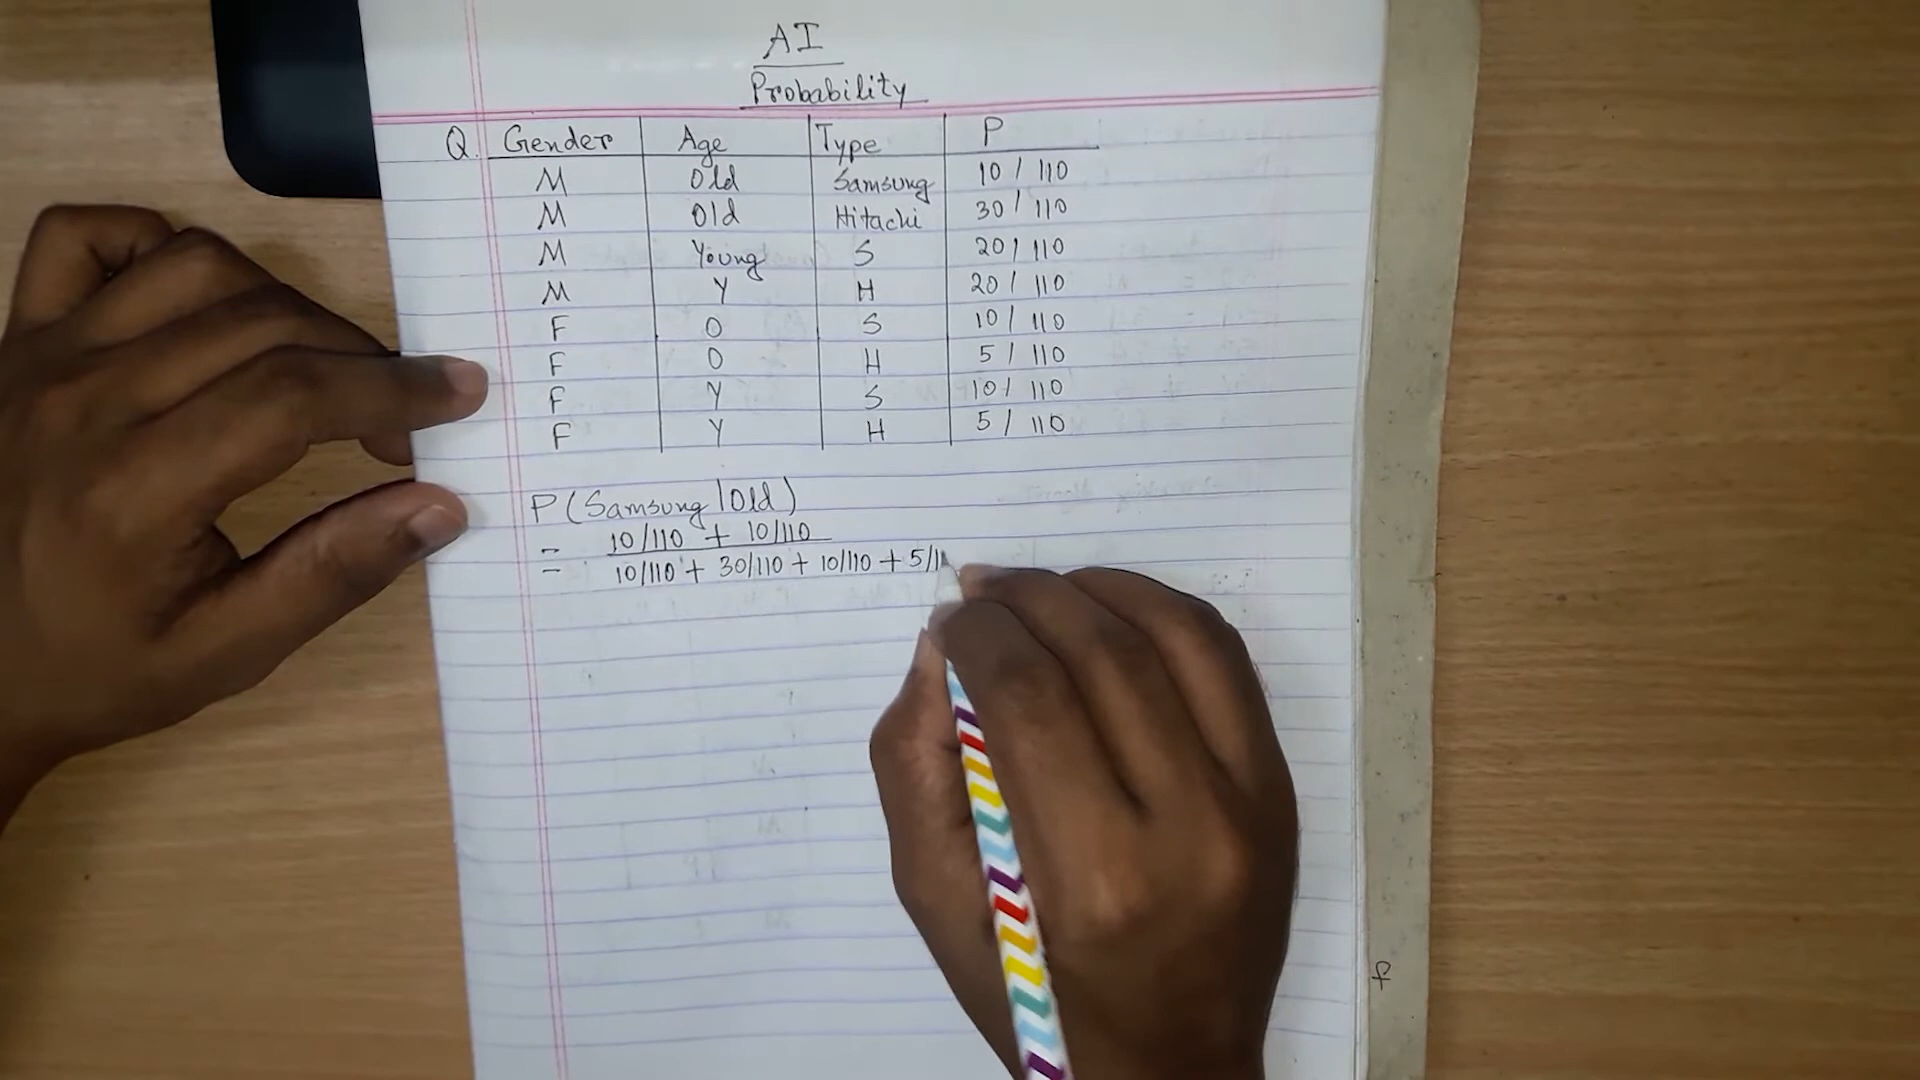 AI
Probability
Q. Gender Age Type P
M Old Samsung 10 / 110
M Old Hitachi 30 / 110
M Young S 20 / 110
M Y H 20 / 110
F O S 10 / 110
F O H 5 / 110
F Y S 10 / 110
F Y H 5 / 110
P (Samsung | Old)
= 10/110 + 10/110
10/110 + 30/110 + 10/110 + 5/11
f